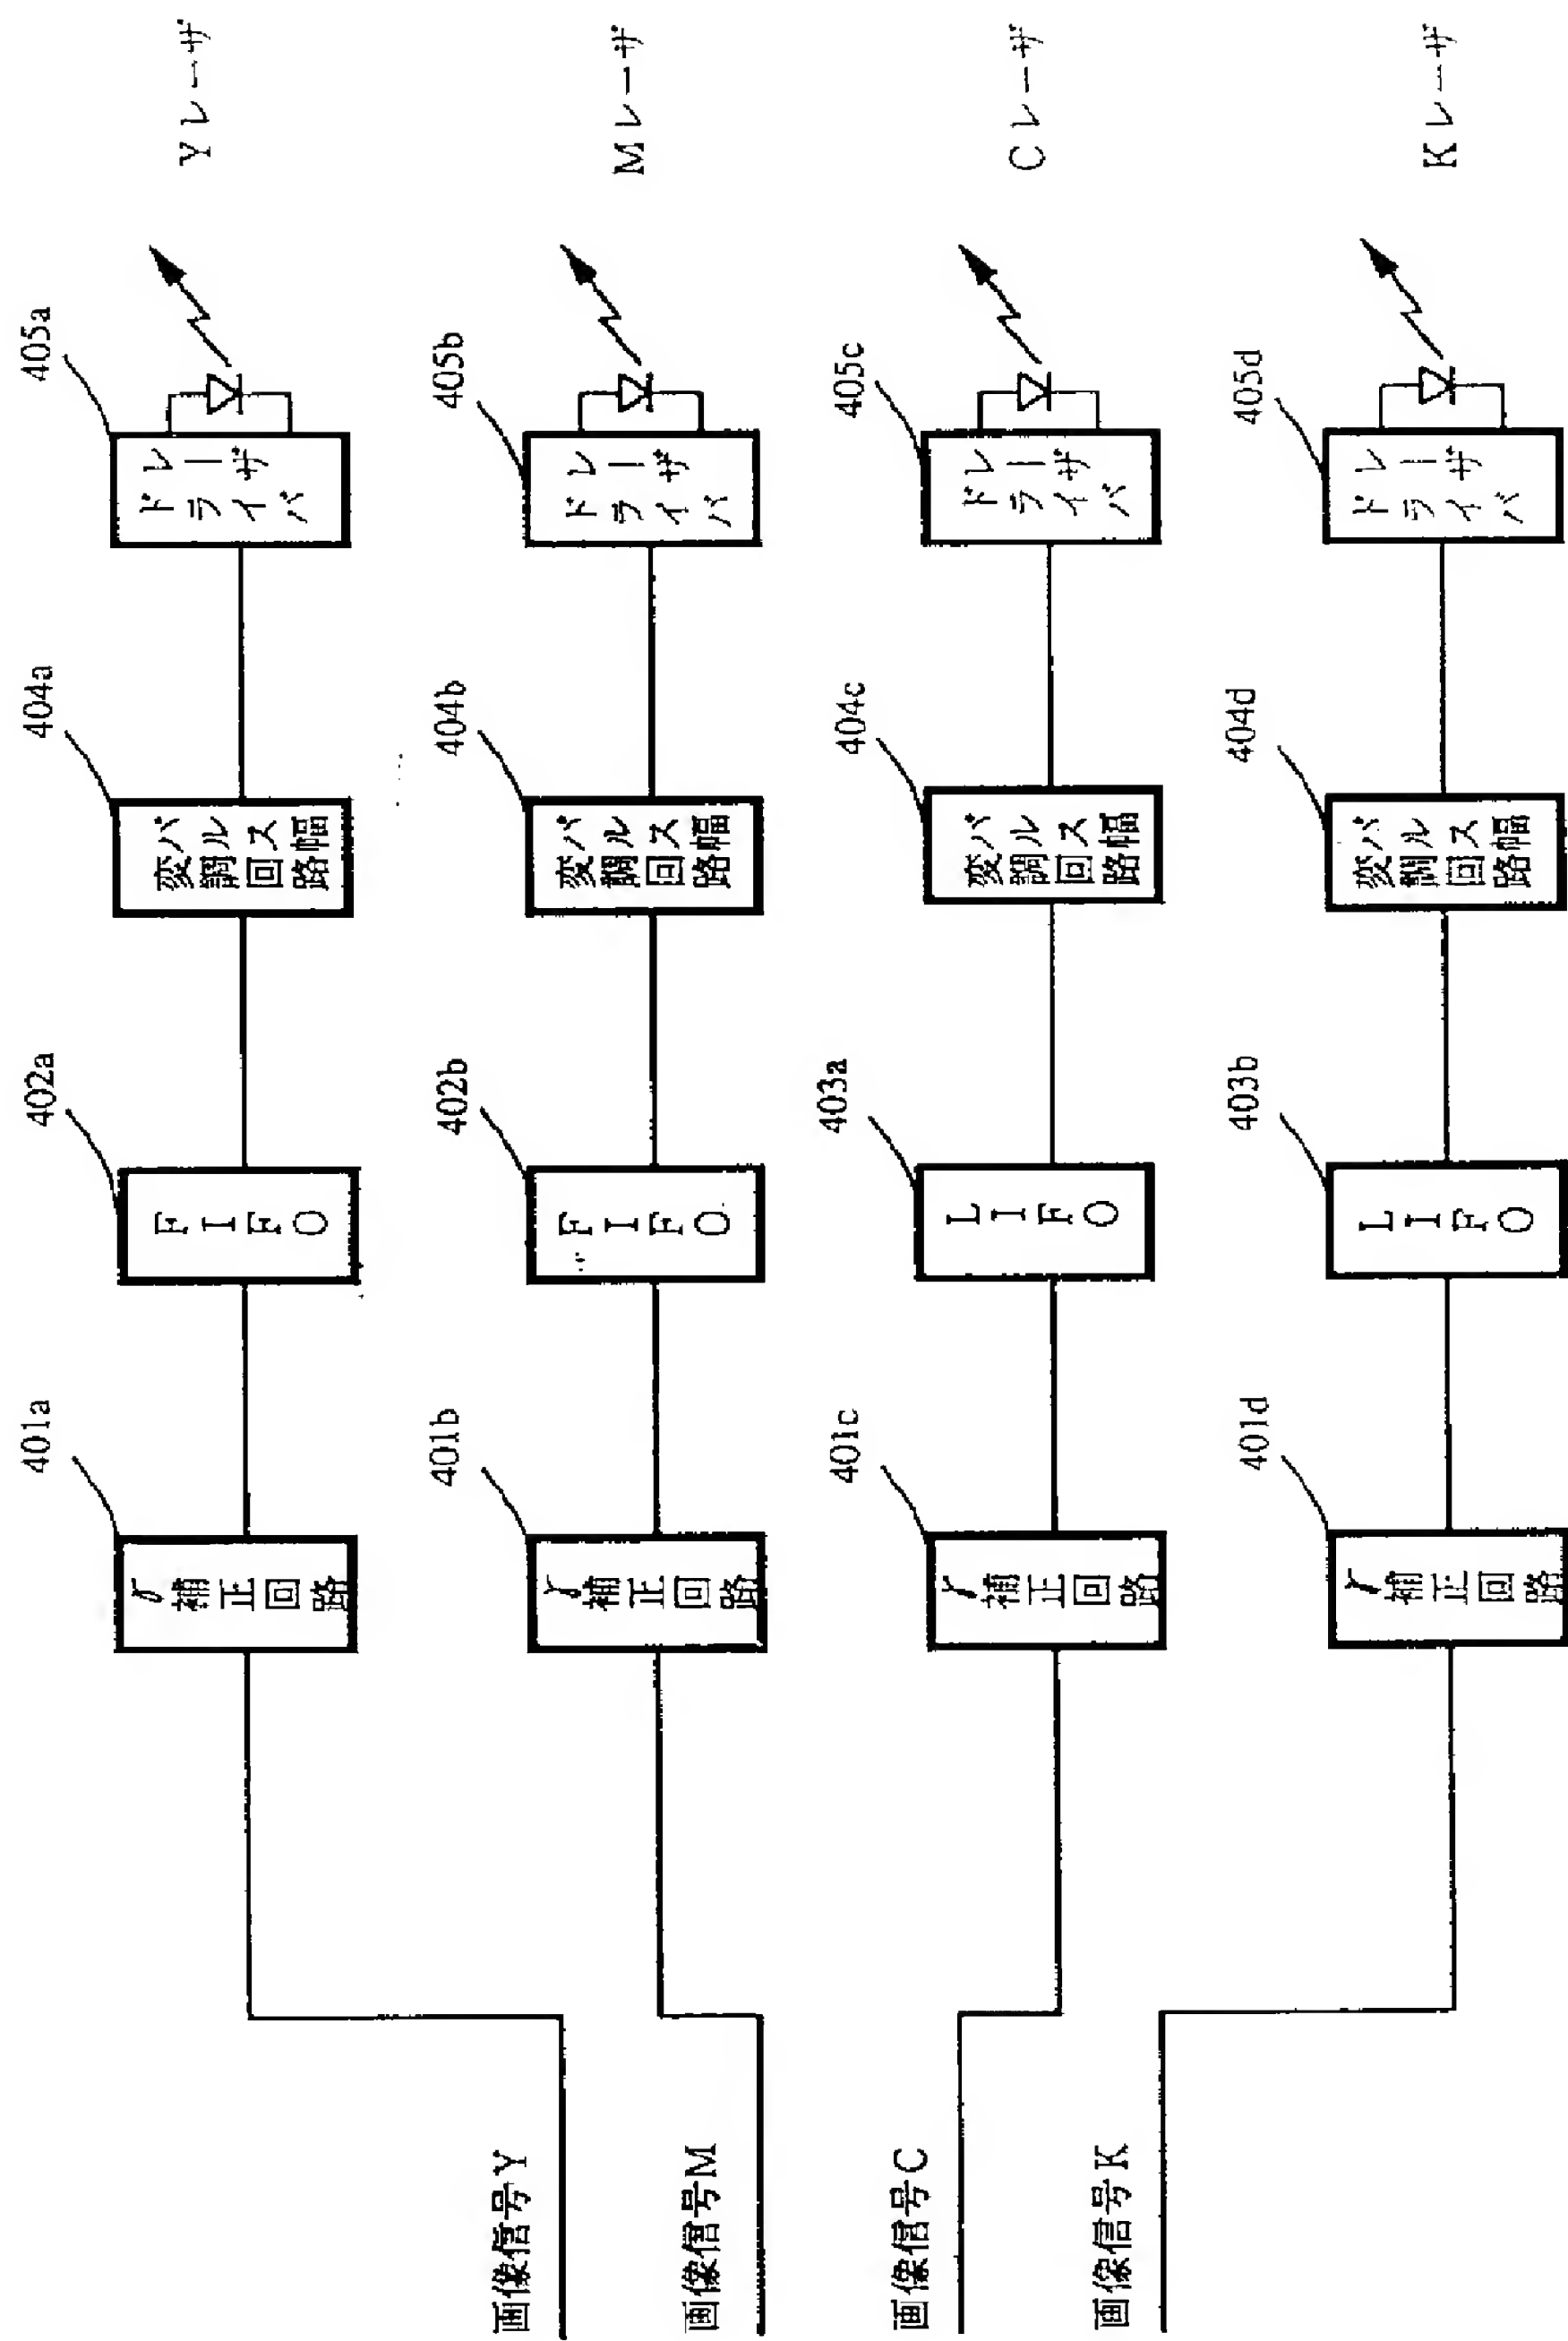 画像信号Y
401a
γ補正回路
402a
FIFO
404a
パルス幅
変調回路
405a
レーザ
ドライバ
Yレーザ
画像信号M
401b
γ補正回路
402b
FIFO
404b
パルス幅
変調回路
405b
レーザ
ドライバ
Mレーザ
画像信号C
401c
γ補正回路
403a
LIFO
404c
パルス幅
変調回路
405c
レーザ
ドライバ
Cレーザ
画像信号K
401d
γ補正回路
403b
LIFO
404d
パルス幅
変調回路
405d
レーザ
ドライバ
Kレーザ